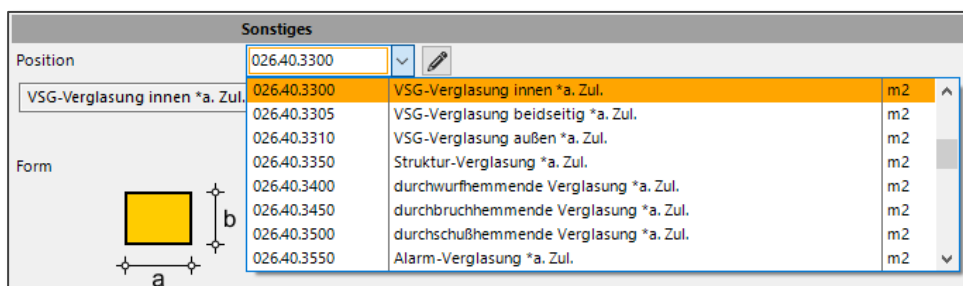 Sonstiges
Position 026.40.3300
VSG-Verglasung innen *a. Zul.
026.40.3300 VSG-Verglasung innen *a. Zul. m2
026.40.3305 VSG-Verglasung beidseitig *a. Zul. m2
026.40.3310 VSG-Verglasung außen *a. Zul. m2
026.40.3350 Struktur-Verglasung *a. Zul. m2
026.40.3400 durchwurfhemmende Verglasung *a. Zul. m2
026.40.3450 durchbruchhemmende Verglasung *a. Zul. m2
026.40.3500 durchschußhemmende Verglasung *a. Zul. m2
026.40.3550 Alarm-Verglasung *a. Zul. m2
Form
b
a